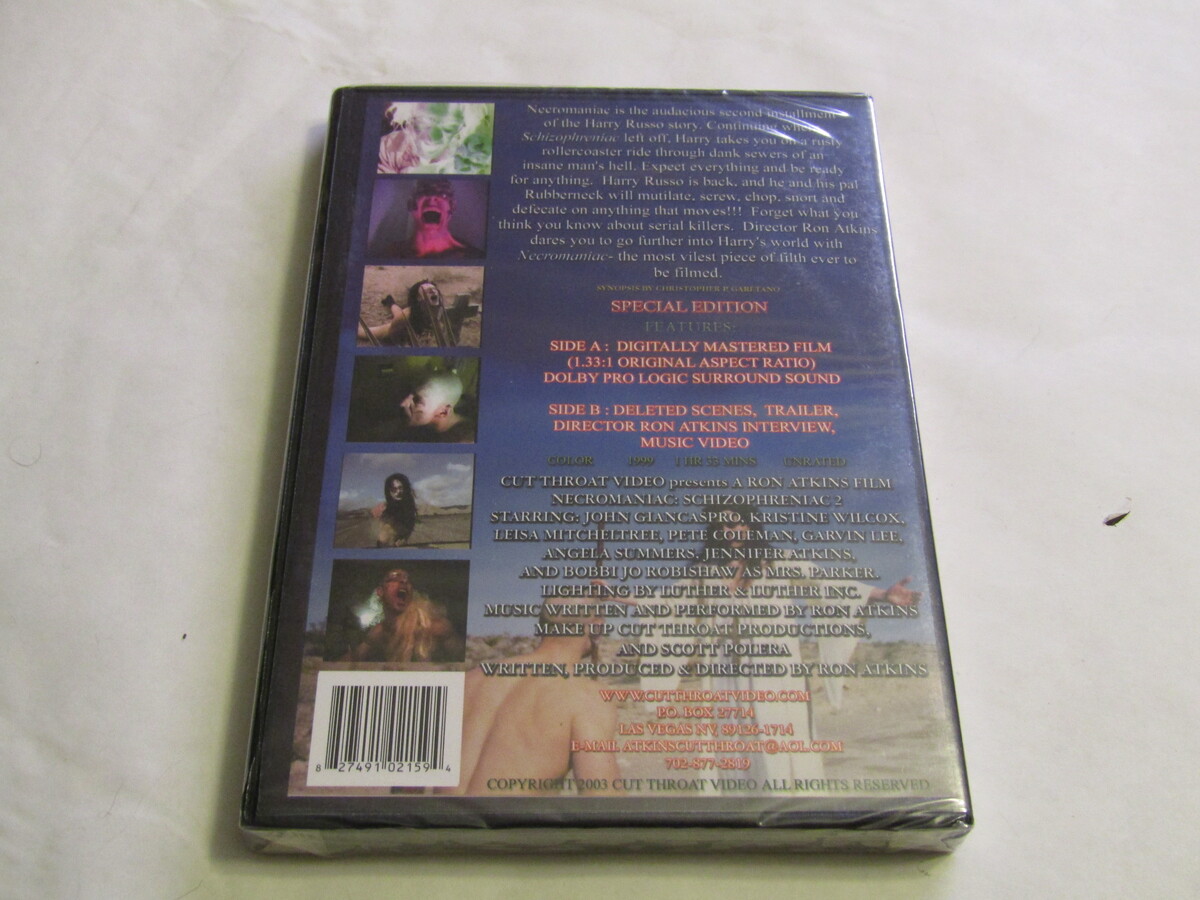 Necromaniac is the audacious second installment
of the Harry Russo story. Continuing where
Schizophreniac left off, Harry takes you on a rusty
rollercoaster ride through dank sewers of an
insane man's hell. Expect everything and be ready
for anything. Harry Russo is back, and he and his pal
Rubberneck will mutilate, screw, chop, snort and
defecate on anything that moves!!! Forget what you
think you know about serial killers. Director Ron Atkins
dares you to go further into Harry's world with
Necromaniac- the most vilest piece of filth ever to
be filmed.
SYNOPSIS BY CHRISTOPHER P. GARETANO
SPECIAL EDITION
FEATURES:
SIDE A : DIGITALLY MASTERED FILM
(1.33:1 ORIGINAL ASPECT RATIO)
DOLBY PRO LOGIC SURROUND SOUND
SIDE B : DELETED SCENES, TRAILER,
DIRECTOR RON ATKINS INTERVIEW,
MUSIC VIDEO
COLOR 1999 1 HR 33 MINS UNRATED
CUT THROAT VIDEO presents A RON ATKINS FILM
NECROMANIAC: SCHIZOPHRENIAC 2
STARRING: JOHN GIANCASPRO, KRISTINE WILCOX,
LEISA MITCHELTREE, PETE COLEMAN, GARVIN LEE,
ANGELA SUMMERS, JENNIFER ATKINS,
AND BOBBI JO ROBISHAW AS MRS. PARKER.
LIGHTING BY LUTHER & LUTHER INC.
MUSIC WRITTEN AND PERFORMED BY RON ATKINS
MAKE UP CUT THROAT PRODUCTIONS,
AND SCOTT POLERA
WRITTEN, PRODUCED & DIRECTED BY RON ATKINS
WWW.CUTTHROATVIDEO.COM
P.O. BOX 27714
LAS VEGAS NV, 89126-1714
E-MAIL ATKINSCUTTHROAT@AOL.COM
702-877-2819
8 27491 02159 4
COPYRIGHT 2003 CUT THROAT VIDEO ALL RIGHTS RESERVED